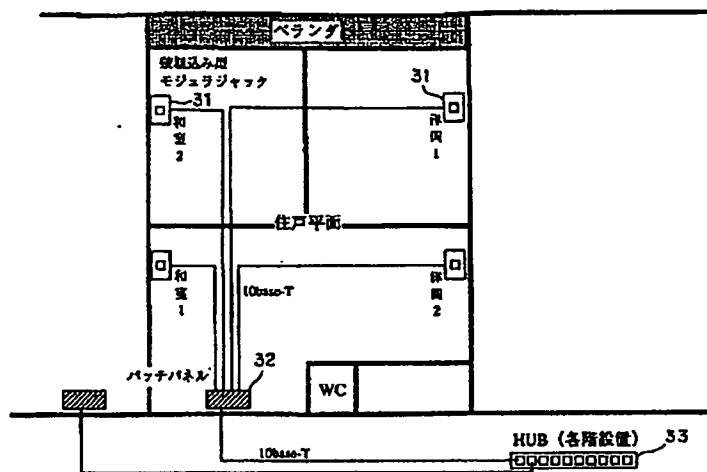 ベランダ
壁埋込み型
モジュラジャック
31
31
和室2
洋間1
住戸平面
和室1
洋間2
10base-T
パッチパネル
32
WC
HUB (各階設置)
33
10base-T